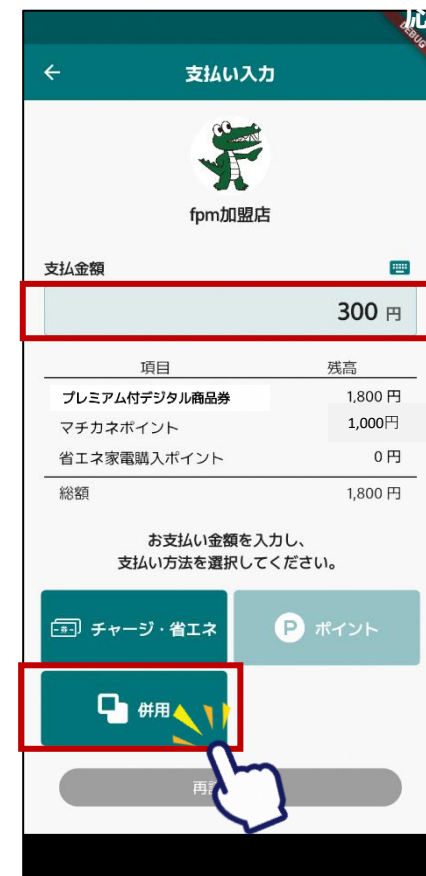 応
DEBUG
支払い入力
fpm加盟店
支払金額
300 円
項目 残高
プレミアム付デジタル商品券 1,800 円
マチカネポイント 1,000円
省エネ家電購入ポイント 0 円
総額 1,800 円
お支払い金額を入力し、
支払い方法を選択してください。
チャージ・省エネ
P ポイント
併用
再